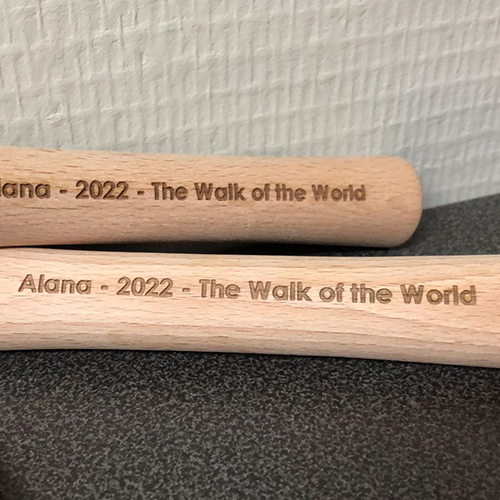 lana - 2022 - The Walk of the World
Alana - 2022 - The Walk of the World